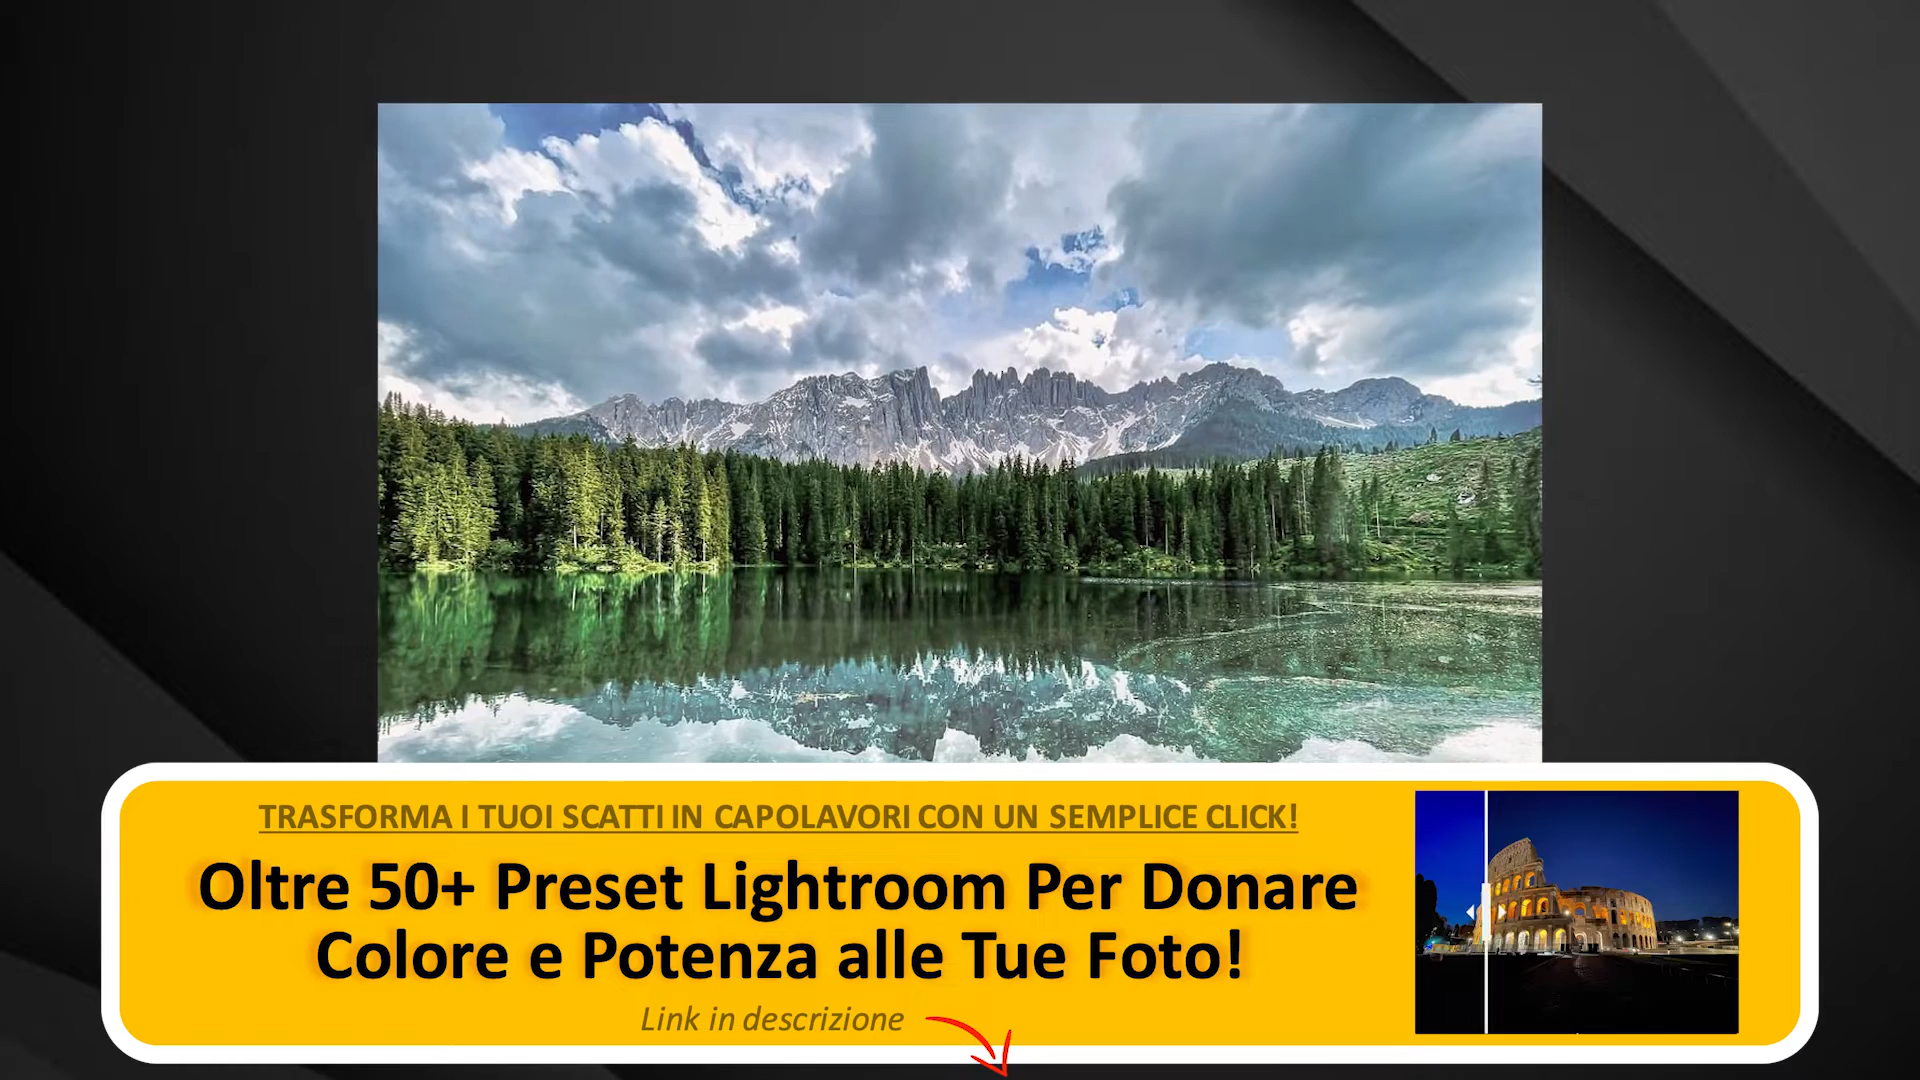 TRASFORMA I TUOI SCATTI IN CAPOLAVORI CON UN SEMPLICE CLICK!
Oltre 50+ Preset Lightroom Per Donare
Colore e Potenza alle Tue Foto!
Link in descrizione